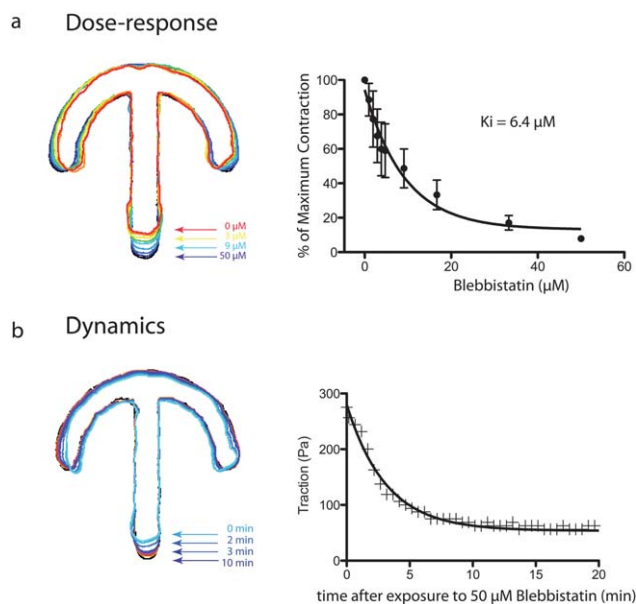 a Dose-response
0 µM
3 µM
9 µM
50 µM
% of Maximum Contraction
100
80
60
40
20
0
Ki = 6.4 µM
0 20 40 60
Blebbistatin (µM)
b Dynamics
0 min
2 min
3 min
10 min
Traction (Pa)
300
200
100
0
0 5 10 15 20
time after exposure to 50 µM Blebbistatin (min)